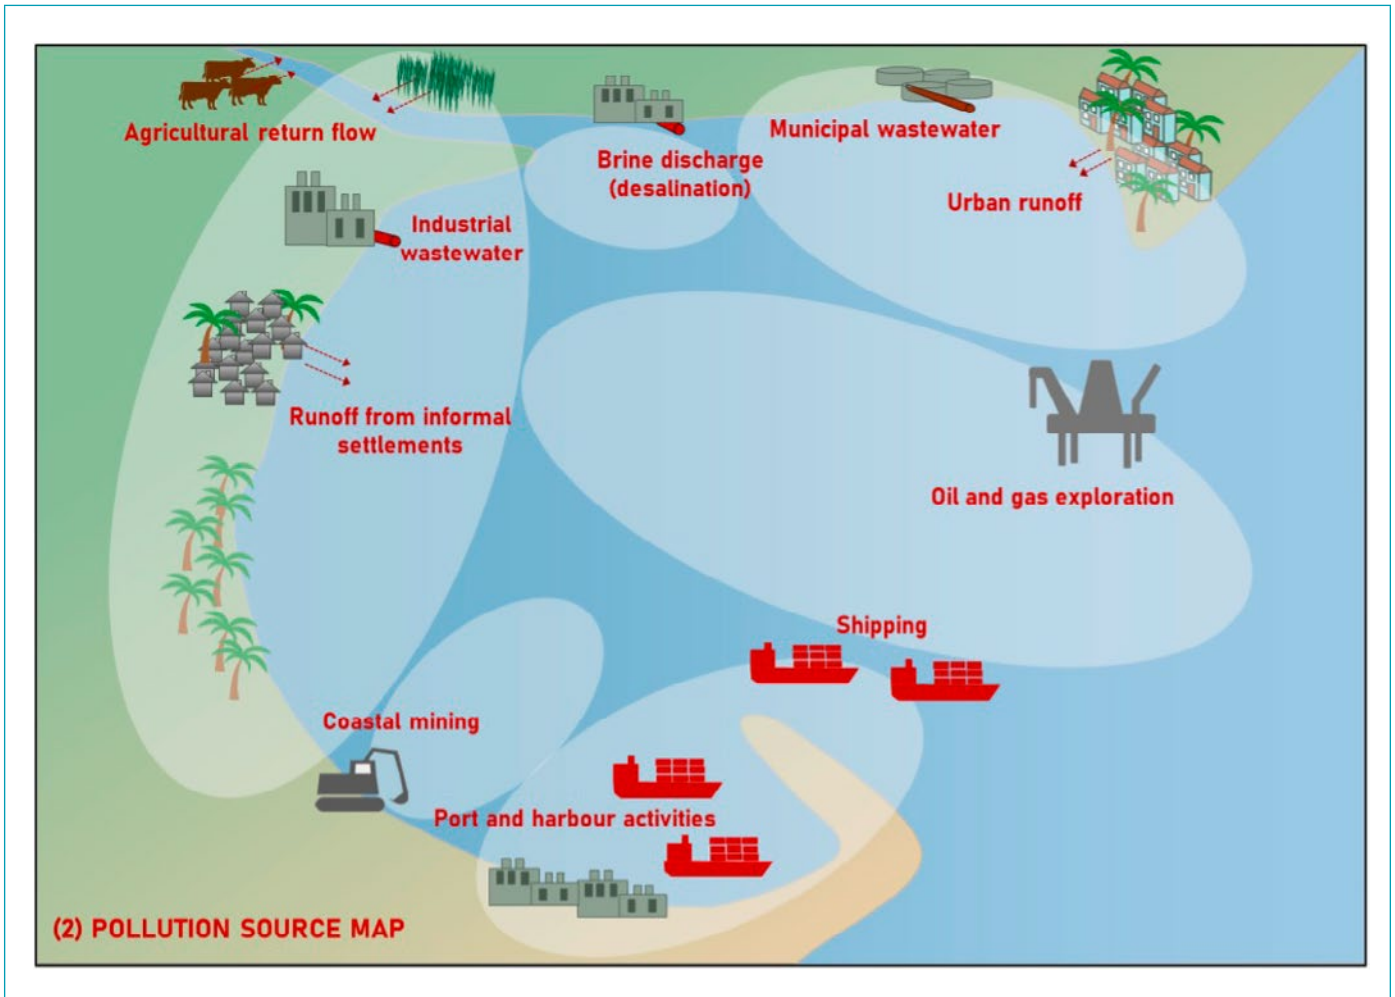 Agricultural return flow
Brine discharge
(desalination)
Municipal wastewater
Urban runoff
Industrial
wastewater
Runoff from informal
settlements
Oil and gas exploration
Shipping
Coastal mining
Port and harbour activities
(2) POLLUTION SOURCE MAP